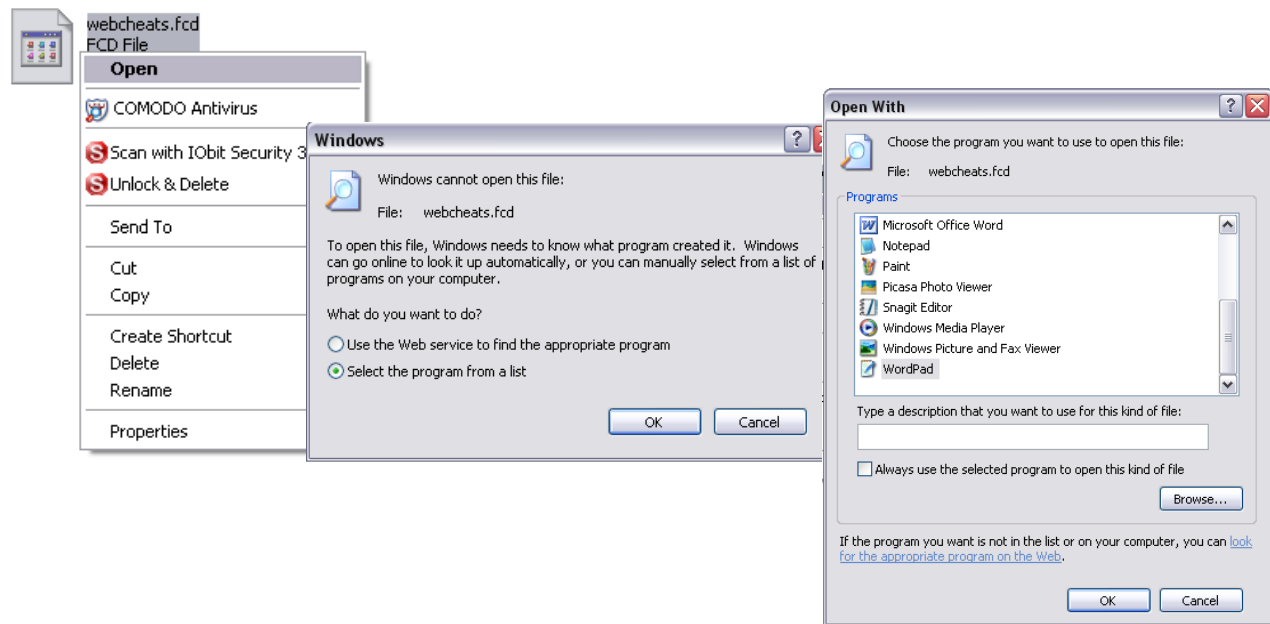 webcheats.fcd
FCD File
Open
COMODO Antivirus
Scan with IObit Security 3
Unlock & Delete
Send To
Cut
Copy
Create Shortcut
Delete
Rename
Properties
Windows
Windows cannot open this file:
File: webcheats.fcd
To open this file, Windows needs to know what program created it. Windows
can go online to look it up automatically, or you can manually select from a list of
programs on your computer.
What do you want to do?
Use the Web service to find the appropriate program
Select the program from a list
OK
Cancel
Open With
Choose the program you want to use to open this file:
File: webcheats.fcd
Programs
Microsoft Office Word
Notepad
Paint
Picasa Photo Viewer
Snagit Editor
Windows Media Player
Windows Picture and Fax Viewer
WordPad
Type a description that you want to use for this kind of file:
Always use the selected program to open this kind of file
Browse...
If the program you want is not in the list or on your computer, you can look
for the appropriate program on the Web.
OK
Cancel